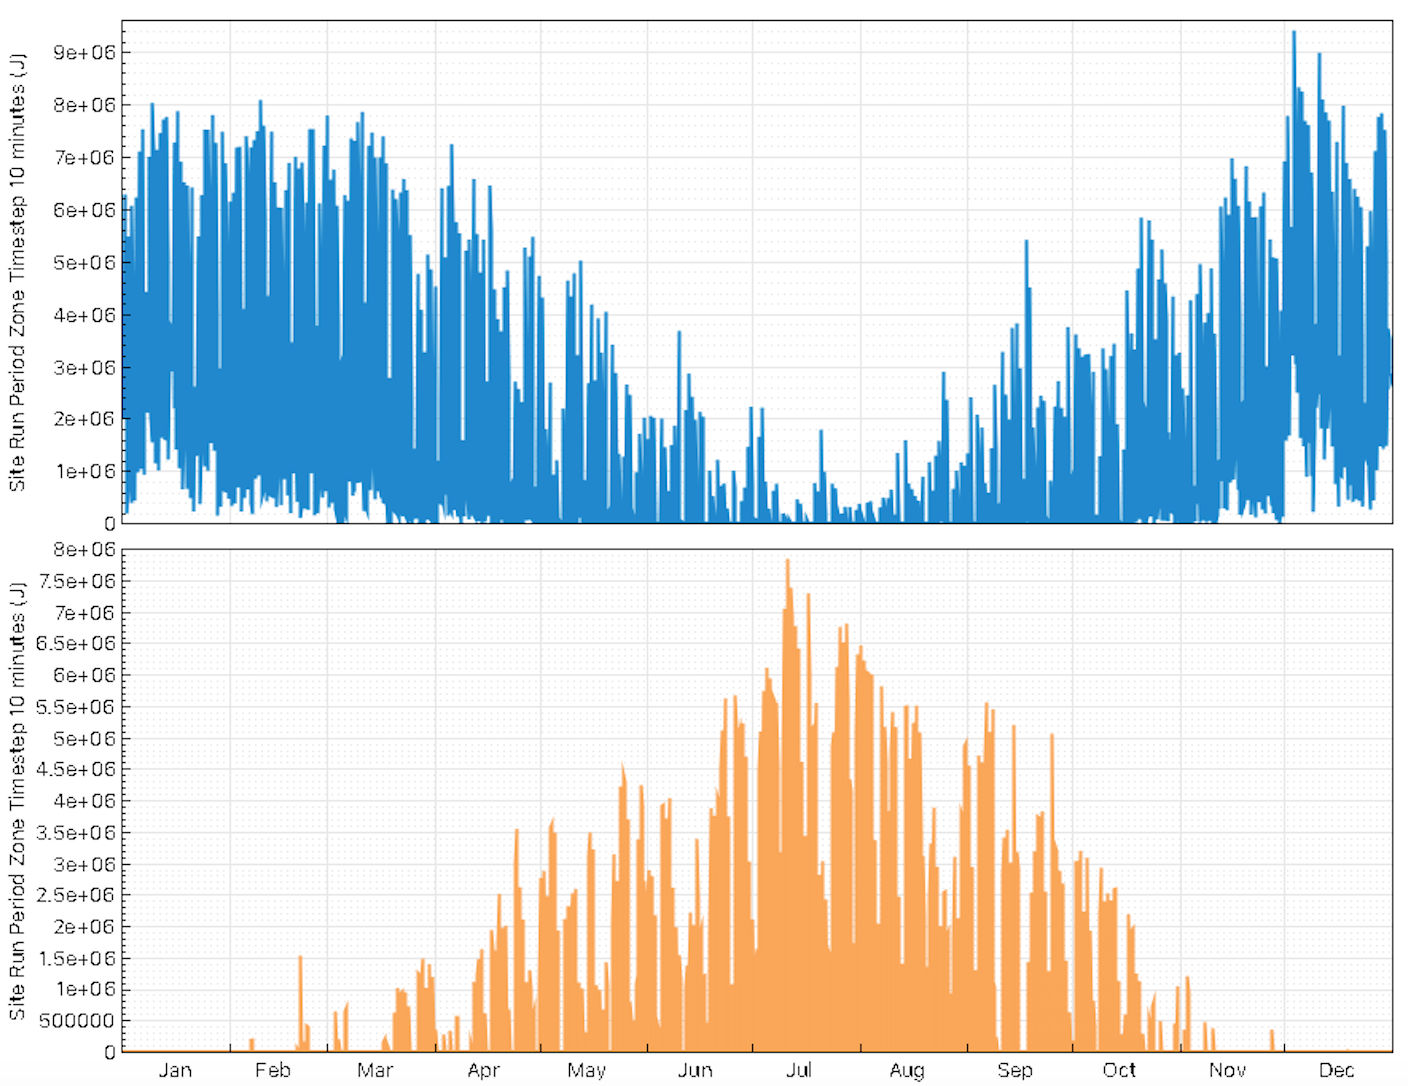 Site Run Period Zone Timestep 10 minutes (J)
9e+06
8e+06
7e+06
6e+06
5e+06
4e+06
3e+06
2e+06
1e+06
0
Site Run Period Zone Timestep 10 minutes (J)
8e+06
7.5e+06
7e+06
6.5e+06
6e+06
5.5e+06
5e+06
4.5e+06
4e+06
3.5e+06
3e+06
2.5e+06
2e+06
1.5e+06
1e+06
500000
0
Jan Feb Mar Apr May Jun Jul Aug Sep Oct Nov Dec